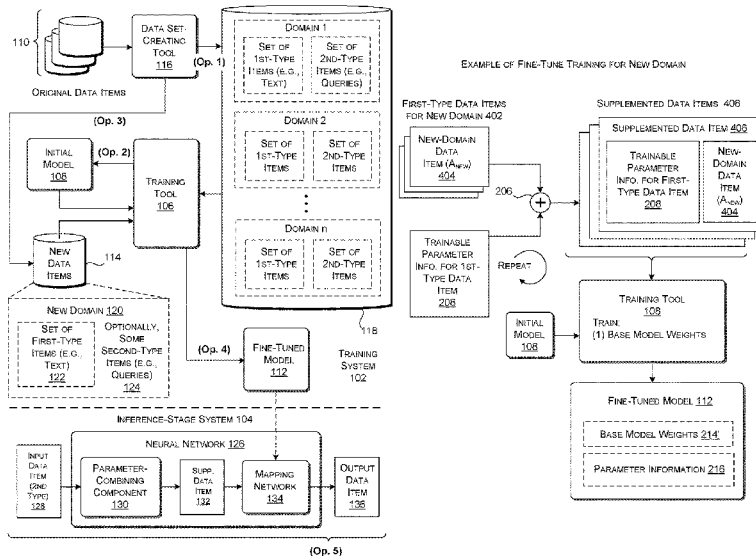 110
ORIGINAL DATA ITEMS
DATA SET-
CREATING
TOOL
116
(Op. 1)
(Op. 3)
DOMAIN 1
SET OF
1ST-TYPE
ITEMS (E.G.,
TEXT)
SET OF
2ND-TYPE
ITEMS (E.G.,
QUERIES)
DOMAIN 2
SET OF
1ST-TYPE
ITEMS
SET OF
2ND-TYPE
ITEMS
DOMAIN n
SET OF
1ST-TYPE
ITEMS
SET OF
2ND-TYPE
ITEMS
118
(Op. 2)
INITIAL
MODEL
108
TRAINING
TOOL
106
NEW
DATA
ITEMS
114
NEW DOMAIN 120
SET OF
FIRST-TYPE
ITEMS (E.G.,
TEXT)
122
OPTIONALLY,
SOME
SECOND-TYPE
ITEMS (E.G.,
QUERIES)
124
(Op. 4)
FINE-TUNED
MODEL
112
TRAINING
SYSTEM
102
INFERENCE-STAGE SYSTEM 104
NEURAL NETWORK 126
INPUT
DATA
ITEM
(2ND
TYPE)
128
PARAMETER-
COMBINING
COMPONENT
130
SUPP.
DATA
ITEM
132
MAPPING
NETWORK
134
OUTPUT
DATA
ITEM
136
(Op. 5)
EXAMPLE OF FINE-TUNE TRAINING FOR NEW DOMAIN
FIRST-TYPE DATA ITEMS
FOR NEW DOMAIN 402
NEW-DOMAIN
DATA
ITEM (ANEW)
404
206
+
TRAINABLE
PARAMETER
INFO. FOR 1ST-
TYPE DATA
ITEM
208
REPEAT
SUPPLEMENTED DATA ITEMS 406
SUPPLEMENTED DATA ITEM 406
TRAINABLE
PARAMETER
INFO. FOR FIRST-
TYPE DATA ITEM
208
NEW-
DOMAIN
DATA
ITEM
(ANEW)
404
INITIAL
MODEL
108
TRAINING TOOL
108
TRAIN:
(1) BASE MODEL WEIGHTS
FINE-TUNED MODEL 112
BASE MODEL WEIGHTS 214'
PARAMETER INFORMATION 216